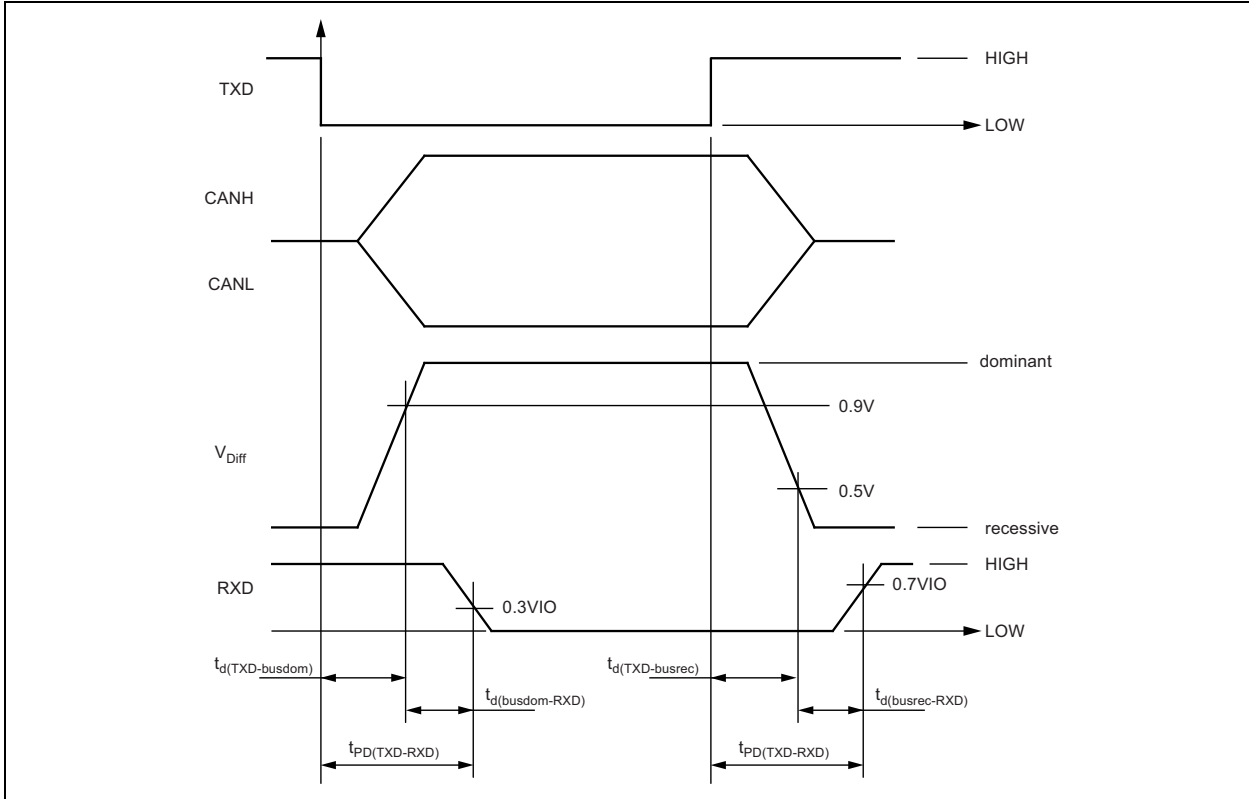 HIGH
TXD
LOW
CANH
CANL
dominant
0.9V
VDiff
0.5V
recessive
HIGH
RXD
0.7VIO
0.3VIO
LOW
td(TXD-busdom)
td(TXD-busrec)
td(busdom-RXD)
td(busrec-RXD)
tPD(TXD-RXD)
tPD(TXD-RXD)